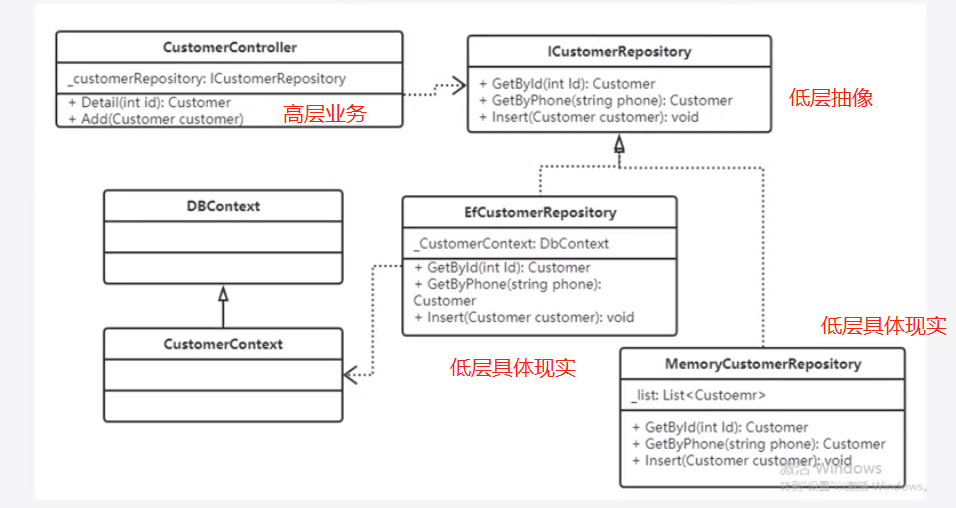 CustomerController
_customerRepository: ICustomerRepository
+ Detail(int id): Customer
+ Add(Customer customer)
高层业务
ICustomerRepository
+ GetById(int Id): Customer
+ GetByPhone(string phone): Customer
+ Insert(Customer customer): void
低层抽像
DBContext
CustomerContext
EfCustomerRepository
_CustomerContext: DbContext
+ GetById(int Id): Customer
+ GetByPhone(string phone):
Customer
+ Insert(Customer customer): void
低层具体现实
低层具体现实
MemoryCustomerRepository
_list: List<Custoemr>
+ GetById(int Id): Customer
+ GetByPhone(string phone): Customer
+ Insert(Customer customer): void
激活 Windows
转到"设置"以激活 Windows。